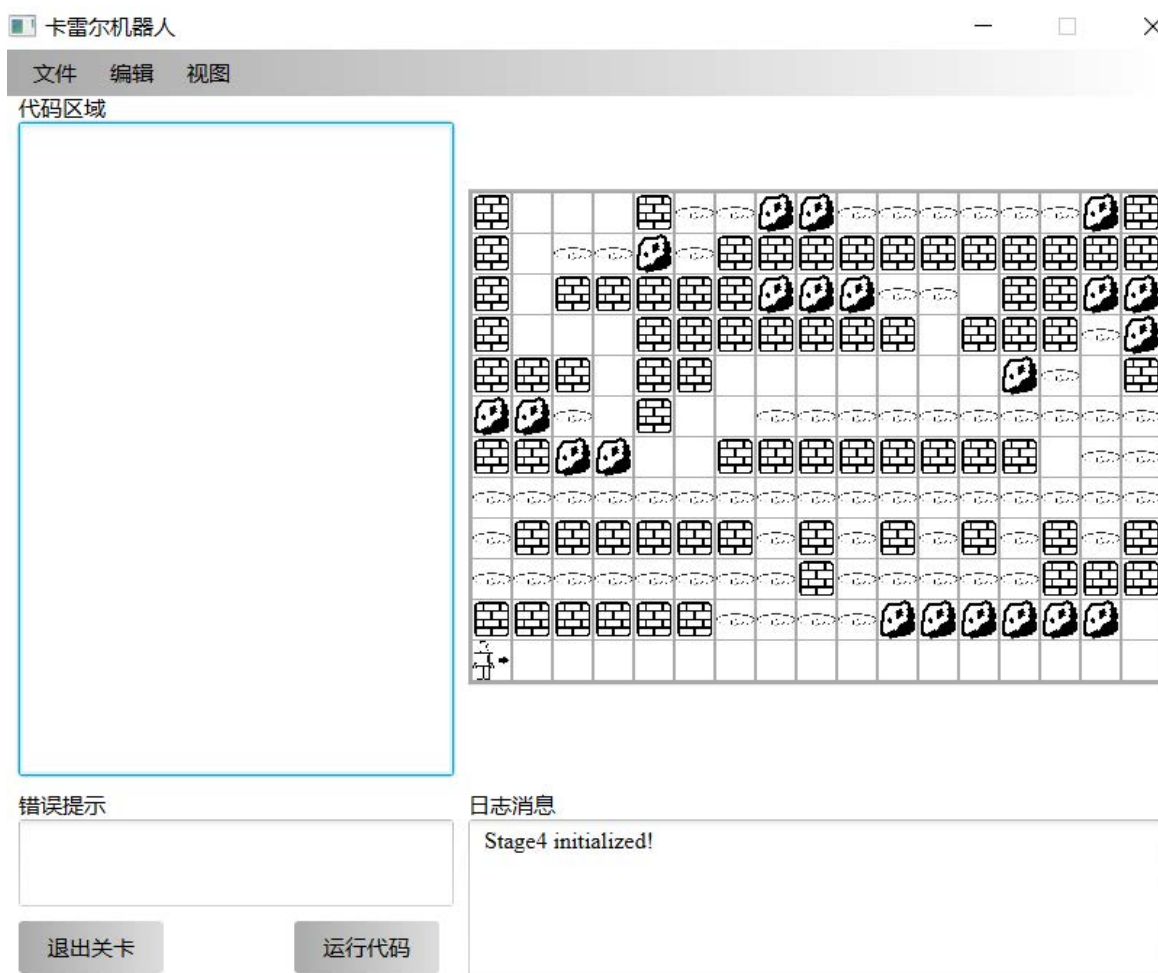 卡雷尔机器人
文件 编辑 视图
代码区域
错误提示
日志消息
Stage4 initialized!
退出关卡
运行代码